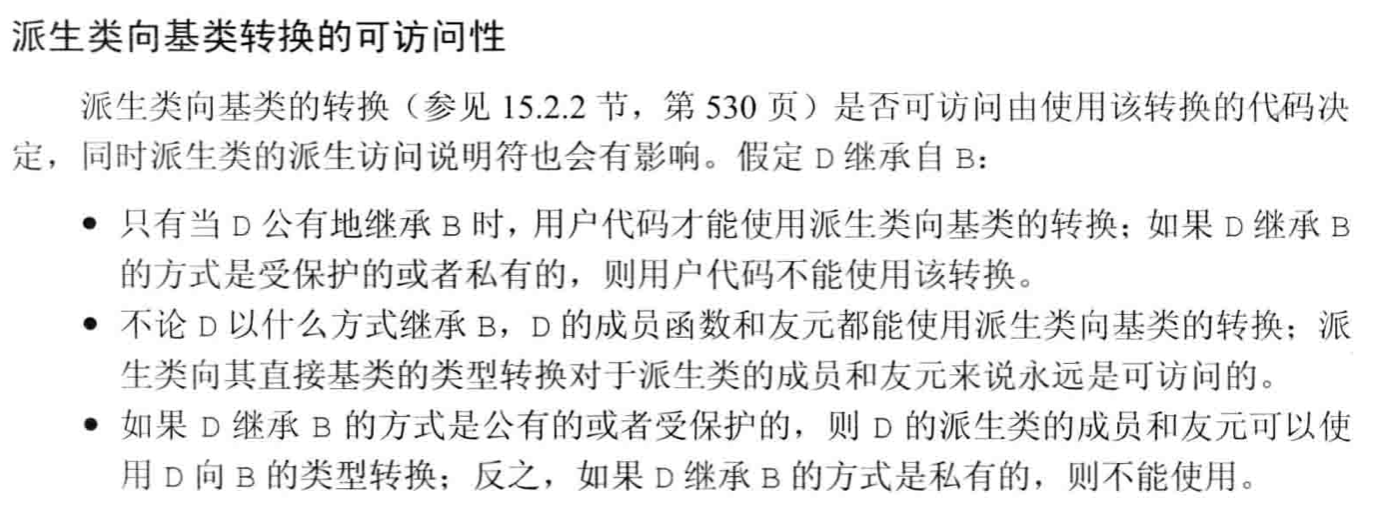 派生类向基类转换的可访问性
派生类向基类的转换（参见 15.2.2 节，第 530 页）是否可访问由使用该转换的代码决
定，同时派生类的派生访问说明符也会有影响。假定 D 继承自 B：
● 只有当 D 公有地继承 B 时，用户代码才能使用派生类向基类的转换；如果 D 继承 B
的方式是受保护的或者私有的，则用户代码不能使用该转换。
● 不论 D 以什么方式继承 B，D 的成员函数和友元都能使用派生类向基类的转换；派
生类向其直接基类的类型转换对于派生类的成员和友元来说永远是可访问的。
● 如果 D 继承 B 的方式是公有的或者受保护的，则 D 的派生类的成员和友元可以使
用 D 向 B 的类型转换；反之，如果 D 继承 B 的方式是私有的，则不能使用。